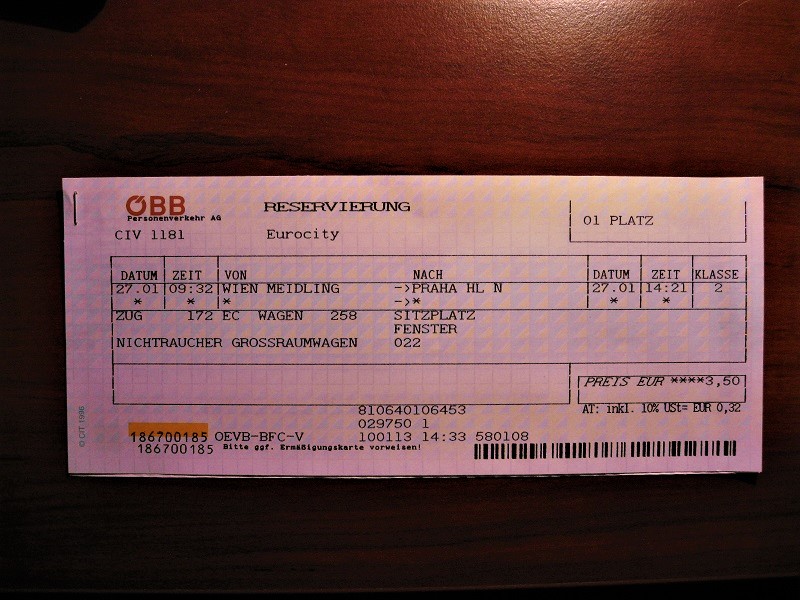 ÖBB
Personenverkehr AG
RESERVIERUNG
CIV 1181
Eurocity
01 PLATZ
DATUM ZEIT VON NACH DATUM ZEIT KLASSE
27.01 09:32 WIEN MEIDLING ->PRAHA HL N 27.01 14:21 2
* * * ->* * *
ZUG 172 EC WAGEN 258 SITZPLATZ
FENSTER
NICHTRAUCHER GROSSRAUMWAGEN 022
PREIS EUR ****3,50
AT: inkl. 10% USt= EUR 0,32
810640106453
029750 1
186700185 OEVB-BFC-V 100113 14:33 580108
186700185 Bitte ggf. Ermäßigungskarte vorweisen!
© CIT 1996